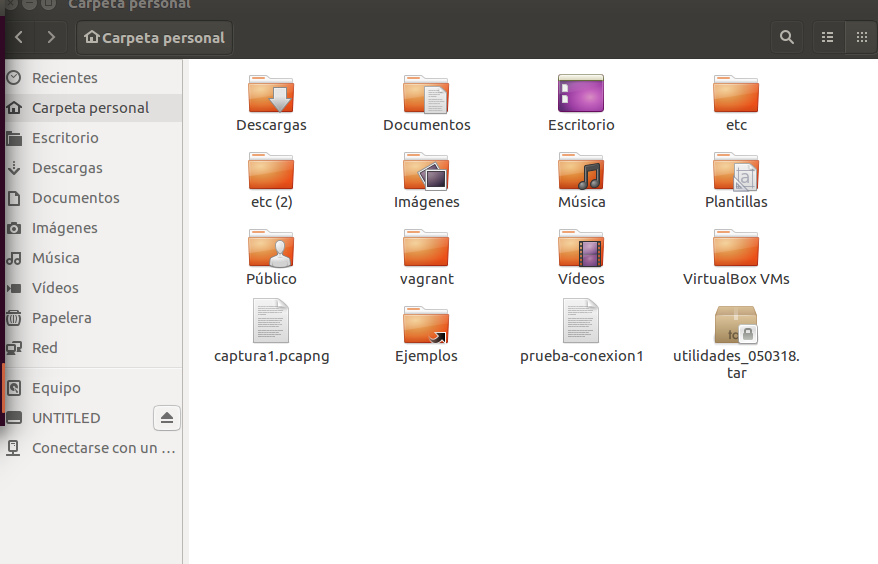 Carpeta personal
Carpeta personal
Recientes
Carpeta personal
Escritorio
Descargas
Documentos
Imágenes
Música
Vídeos
Papelera
Red
Equipo
UNTITLED
Conectarse con un …
Descargas
Documentos
Escritorio
etc
etc (2)
Imágenes
Música
Plantillas
Público
vagrant
Vídeos
VirtualBox VMs
captura1.pcapng
Ejemplos
prueba-conexion1
utilidades_050318.
tar